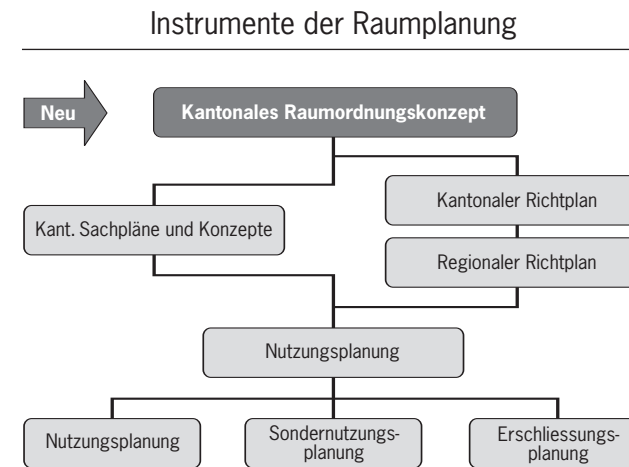 Instrumente der Raumplanung
Neu
Kantonales Raumordnungskonzept
Kantonaler Richtplan
Kant. Sachpläne und Konzepte
Regionaler Richtplan
Nutzungsplanung
Nutzungsplanung
Sondernutzungs-
planung
Erschliessungs-
planung